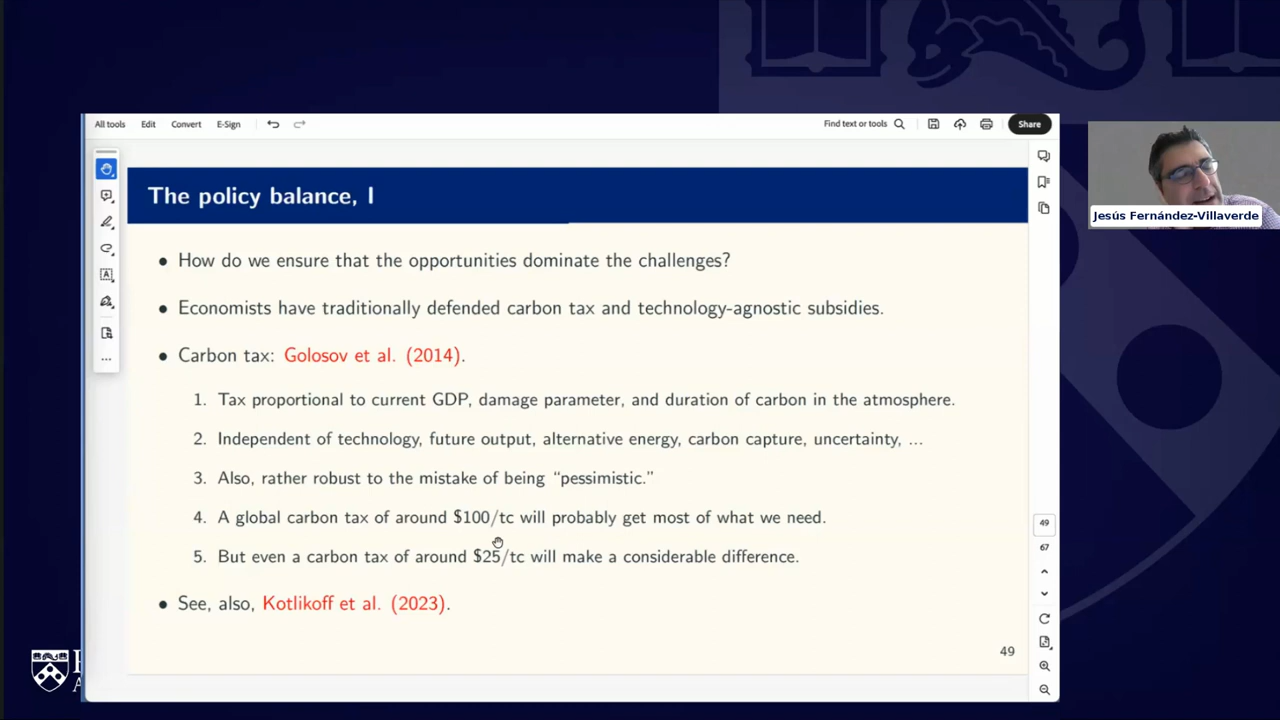 All tools Edit Convert E-Sign Find text or tools Share
The policy balance, I
Jesús Fernández-Villaverde
• How do we ensure that the opportunities dominate the challenges?
• Economists have traditionally defended carbon tax and technology-agnostic subsidies.
• Carbon tax: Golosov et al. (2014).
1. Tax proportional to current GDP, damage parameter, and duration of carbon in the atmosphere.
2. Independent of technology, future output, alternative energy, carbon capture, uncertainty, ...
3. Also, rather robust to the mistake of being “pessimistic.”
4. A global carbon tax of around $100/tc will probably get most of what we need.
5. But even a carbon tax of around $25/tc will make a considerable difference.
• See, also, Kotlikoff et al. (2023).
49
49
67